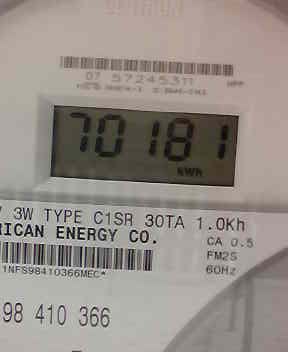 07 57245311
70181
kWh
3W TYPE C1SR 30TA 1.0Kh
RICAN ENERGY CO.
CA 0.5
FM2S
60Hz
1NFS98410366MEC*
98 410 366